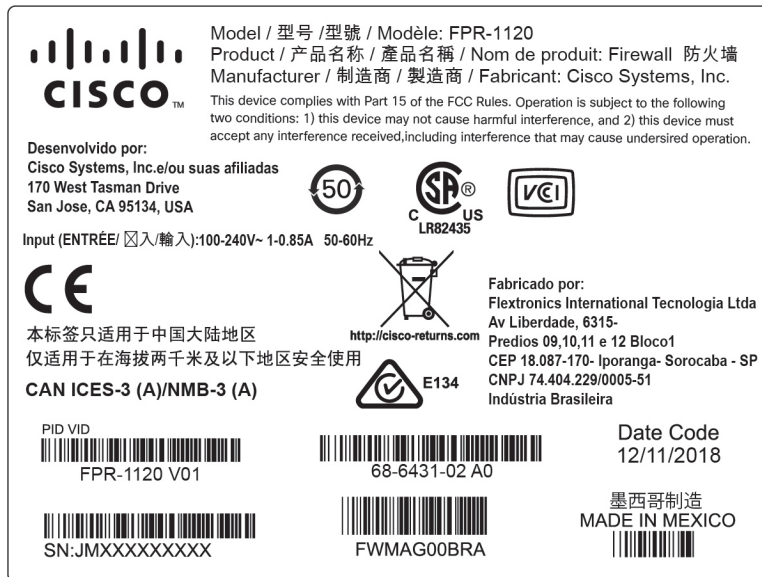 Model / 型号 /型號 / Modèle: FPR-1120
Product / 产品名称 / 產品名稱 / Nom de produit: Firewall 防火墙
Manufacturer / 制造商 / 製造商 / Fabricant: Cisco Systems, Inc.
CISCO TM
This device complies with Part 15 of the FCC Rules. Operation is subject to the following
two conditions: 1) this device may not cause harmful interference, and 2) this device must
accept any interference received,including interference that may cause undersired operation.
Desenvolvido por:
Cisco Systems, Inc.e/ou suas afiliadas
170 West Tasman Drive
San Jose, CA 95134, USA
50
SA ®
C US
LR82435
VCI
Input (ENTRÉE/ ☒入/輸入):100-240V~ 1-0.85A 50-60Hz
CE
http://cisco-returns.com
Fabricado por:
Flextronics International Tecnologia Ltda
Av Liberdade, 6315-
Predios 09,10,11 e 12 Bloco1
CEP 18.087-170- Iporanga- Sorocaba - SP
CNPJ 74.404.229/0005-51
Indústria Brasileira
本标签只适用于中国大陆地区
仅适用于在海拔两千米及以下地区安全使用
CAN ICES-3 (A)/NMB-3 (A)
E134
PID VID
FPR-1120 V01
68-6431-02 A0
Date Code
12/11/2018
SN:JMXXXXXXXXX
FWMAG00BRA
墨西哥制造
MADE IN MEXICO